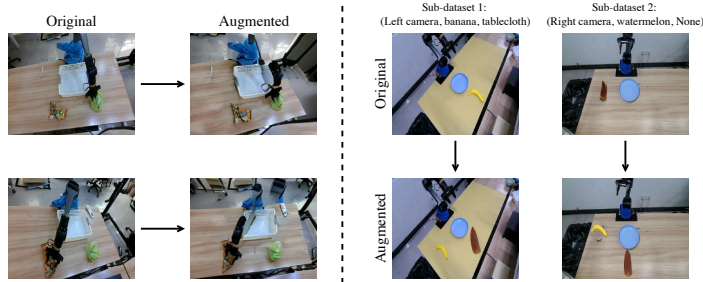 Original
Augmented
Sub-dataset 1:
(Left camera, banana, tablecloth)
Sub-dataset 2:
(Right camera, watermelon, None)
Original
Augmented